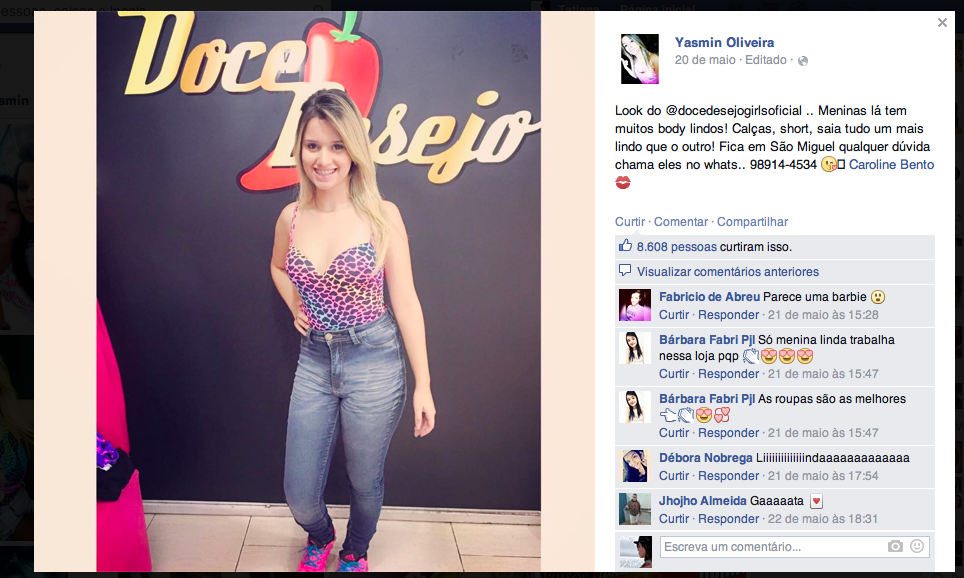 Doce
Desejo
Yasmin Oliveira
20 de maio · Editado ·
Look do @docedesejogirlsoficial .. Meninas lá tem
muitos body lindos! Calças, short, saia tudo um mais
lindo que o outro! Fica em São Miguel qualquer dúvida
chama eles no whats.. 98914-4534 😘 Caroline Bento
💋
Curtir · Comentar · Compartilhar
8.608 pessoas curtiram isso.
Visualizar comentários anteriores
Fabricio de Abreu Parece uma barbie 😮
Curtir · Responder · 21 de maio às 15:28
Bárbara Fabri Pjl Só menina linda trabalha
nessa loja pqp 👏😍😍😍
Curtir · Responder · 21 de maio às 15:47
Bárbara Fabri Pjl As roupas são as melhores
👈👏😍💞
Curtir · Responder · 21 de maio às 15:47
Débora Nobrega Liiiiiiiiiiiiiindaaaaaaaaaaaaa
Curtir · Responder · 21 de maio às 17:54
Jhojho Almeida Gaaaaata 💌
Curtir · Responder · 22 de maio às 18:31
Escreva um comentário...